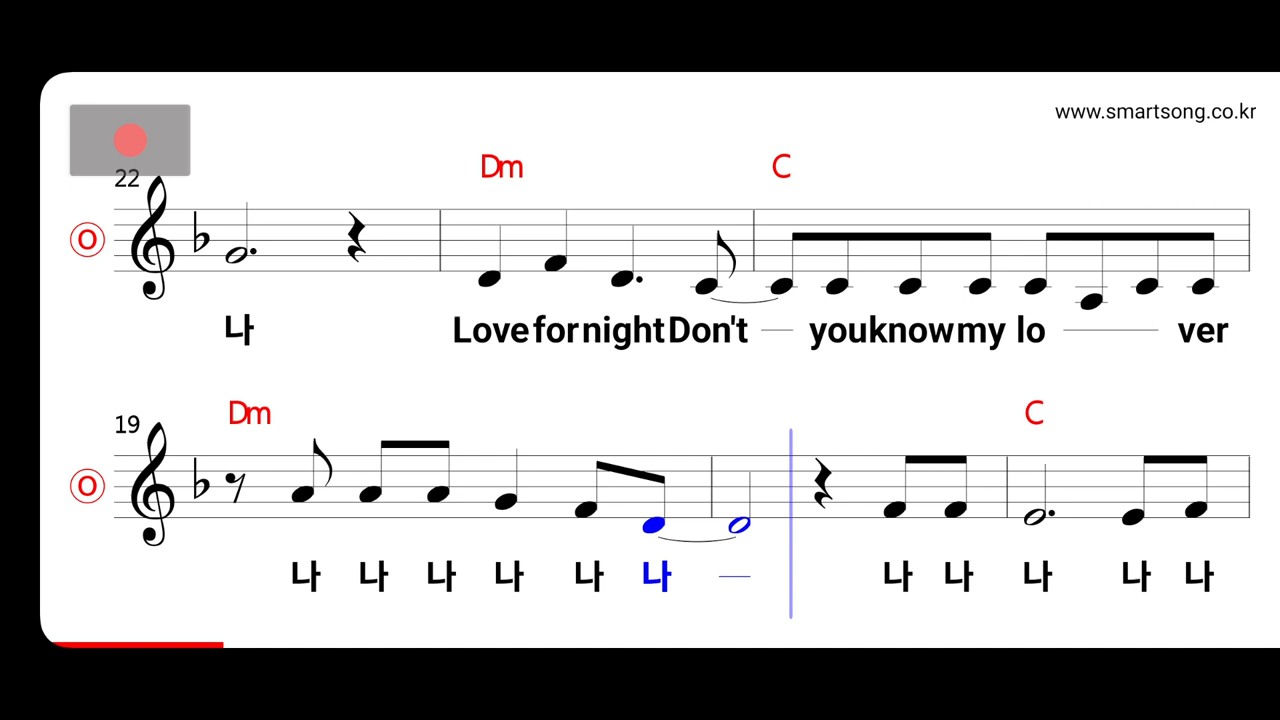 www.smartsong.co.kr
Dm C
22
O
나 Love for night Don't — you know my lo — ver
Dm C
19
O
나 나 나 나 나 나 — 나 나 나 나 나